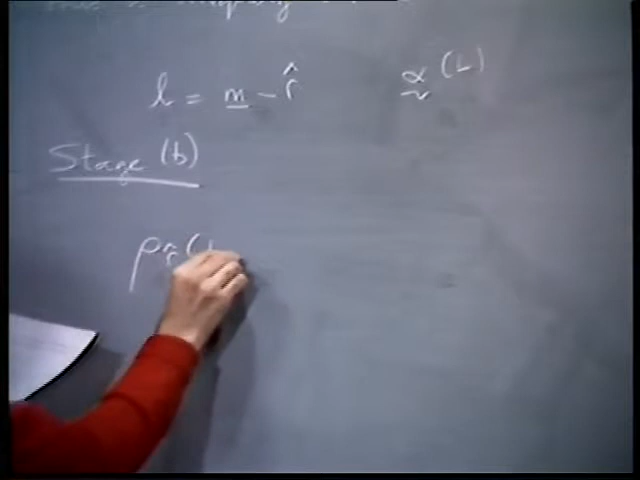 l = m - r̂ α (L)
Stage (b)
ρ r̂ (